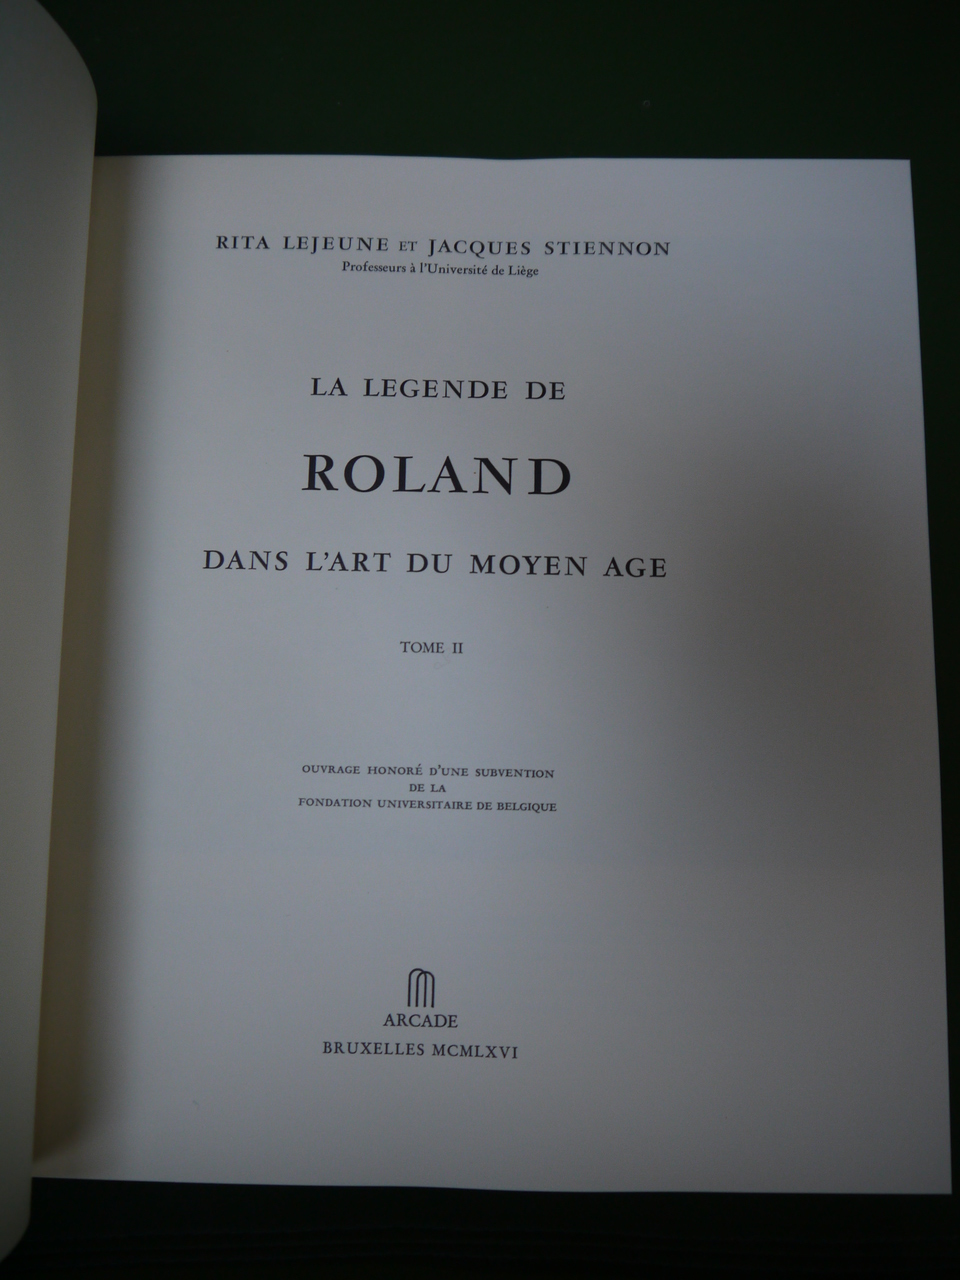 RITA LEJEUNE ET JACQUES STIENNON
Professeurs à l'Université de Liège
LA LEGENDE DE
ROLAND
DANS L'ART DU MOYEN AGE
TOME II
OUVRAGE HONORÉ D'UNE SUBVENTION
DE LA
FONDATION UNIVERSITAIRE DE BELGIQUE
ARCADE
BRUXELLES MCMLXVI